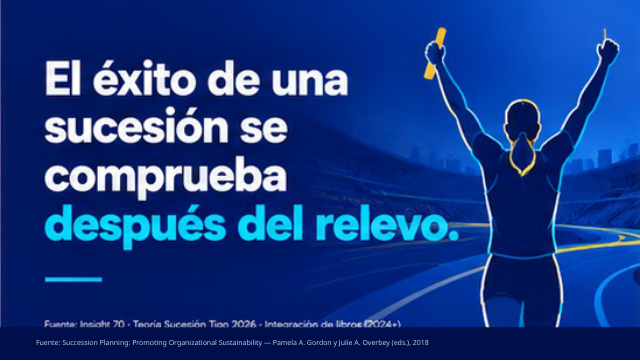 El éxito de una
sucesión se
comprueba
después del relevo.
Fuente: Insight 70 · Teoría Sucesión Tigo 2026 · Integración de libros (2024+)
Fuente: Succession Planning: Promoting Organizational Sustainability — Pamela A. Gordon y Julie A. Overbey (eds.), 2018